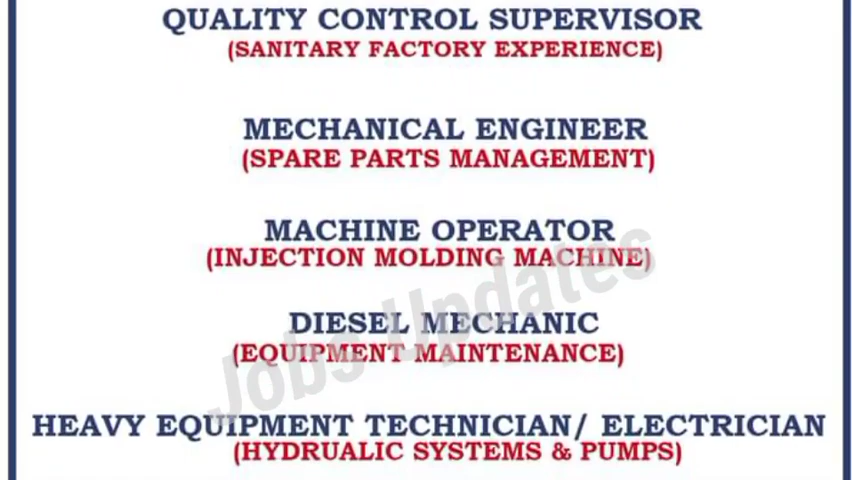 QUALITY CONTROL SUPERVISOR
(SANITARY FACTORY EXPERIENCE)
MECHANICAL ENGINEER
(SPARE PARTS MANAGEMENT)
MACHINE OPERATOR
(INJECTION MOLDING MACHINE)
Jobs Updates
DIESEL MECHANIC
(EQUIPMENT MAINTENANCE)
HEAVY EQUIPMENT TECHNICIAN/ ELECTRICIAN
(HYDRUALIC SYSTEMS & PUMPS)